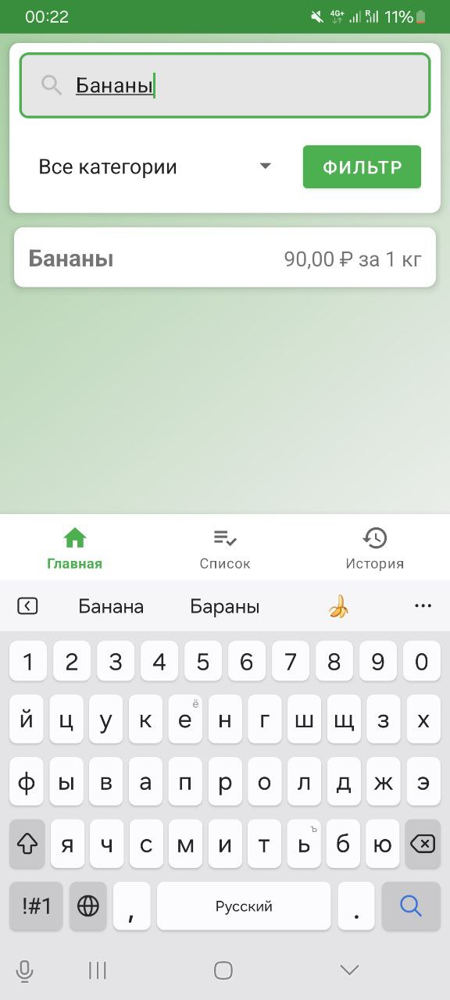 00:22 4G+ R 11%
Бананы
Все категории ФИЛЬТР
Бананы 90,00 ₽ за 1 кг
Главная Список История
Банана Бараны
1 2 3 4 5 6 7 8 9 0
й ц у к е ё н г ш щ з х
ф ы в а п р о л д ж э
я ч с м и т ь ъ б ю
!#1 , Русский .